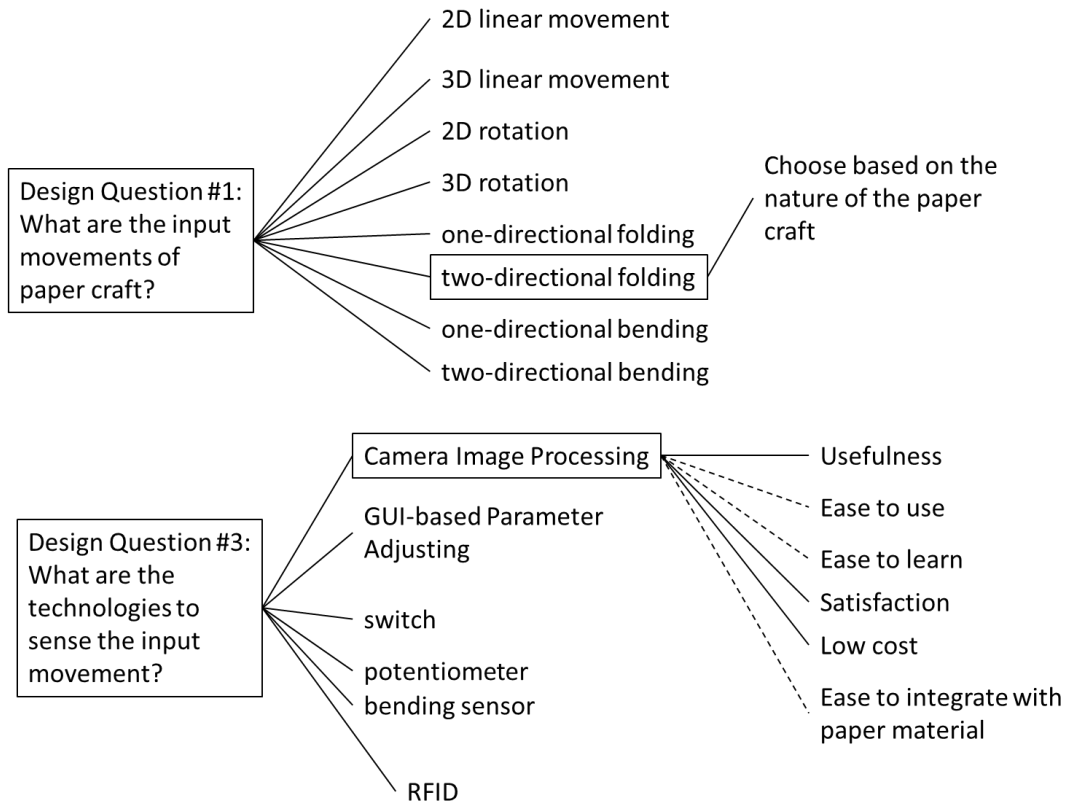 2D linear movement
3D linear movement
2D rotation
3D rotation
one-directional folding
two-directional folding
one-directional bending
two-directional bending
Design Question #1:
What are the input
movements of
paper craft?
Choose based on the
nature of the paper
craft
Design Question #3:
What are the
technologies to
sense the input
movement?
Camera Image Processing
GUI-based Parameter
Adjusting
switch
potentiometer
bending sensor
RFID
Usefulness
Ease to use
Ease to learn
Satisfaction
Low cost
Ease to integrate with
paper material